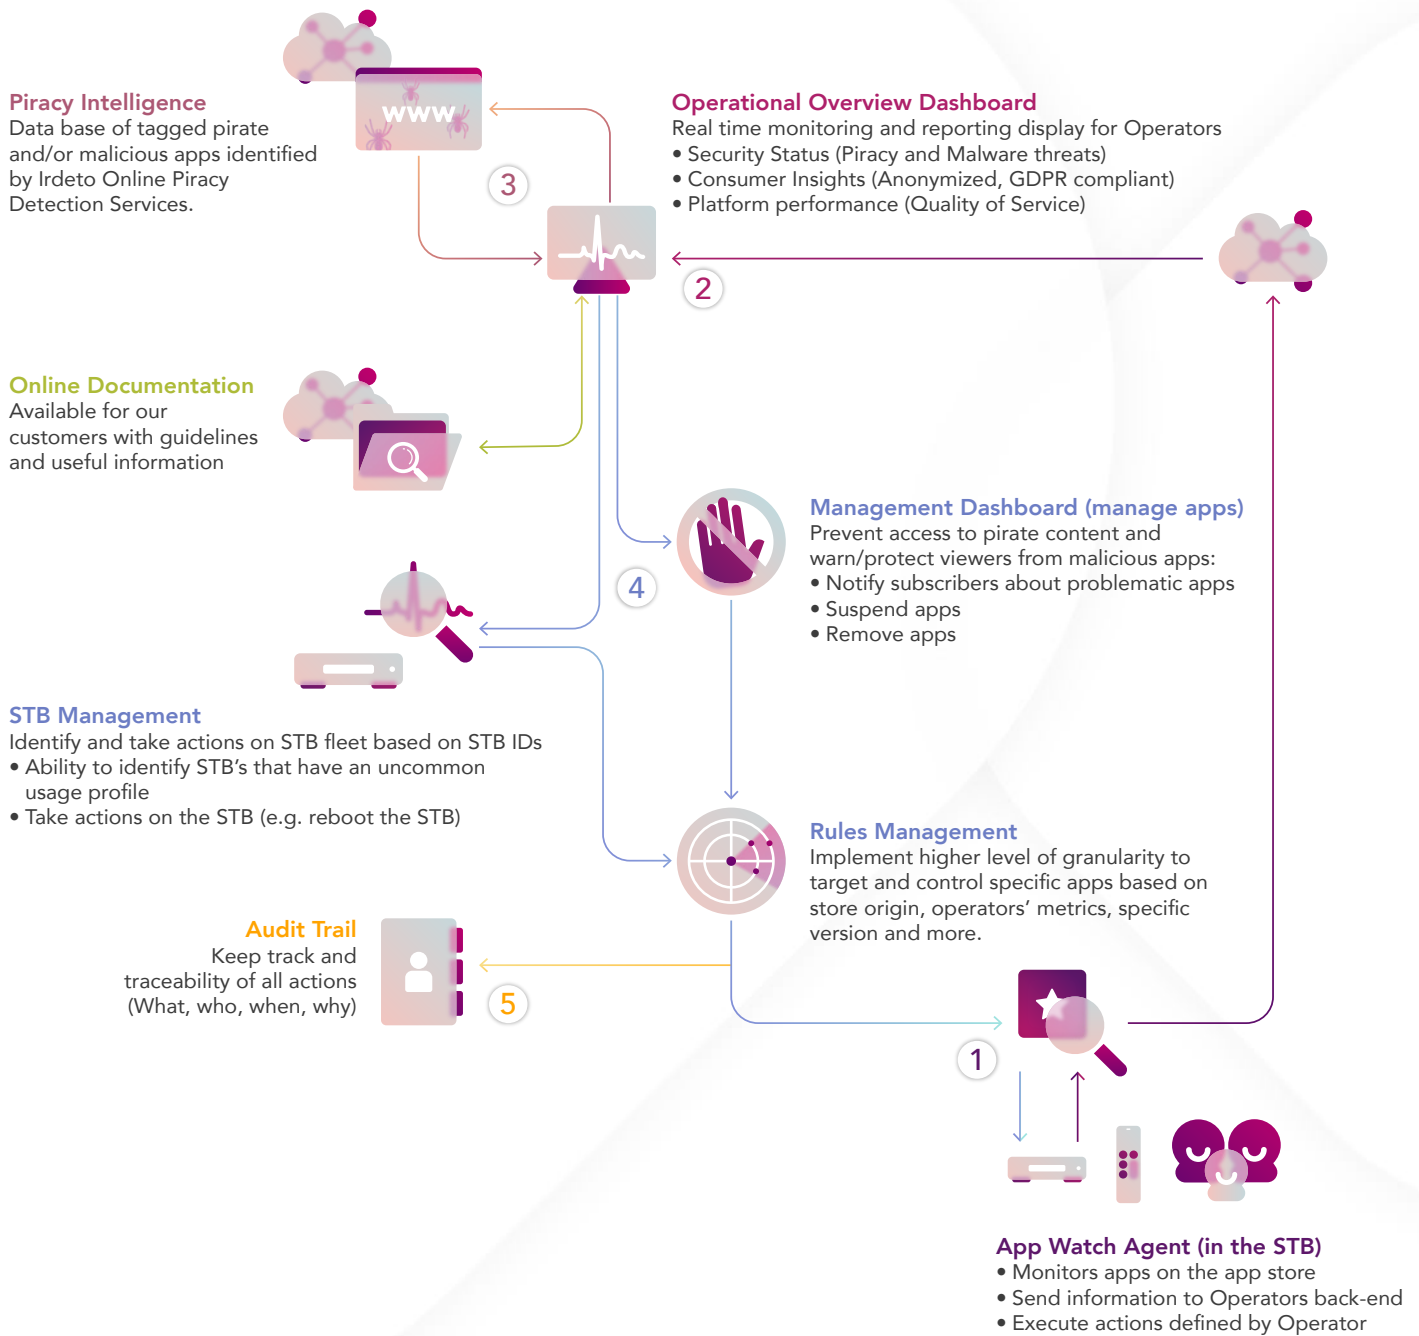 Piracy Intelligence
Data base of tagged pirate
and/or malicious apps identified
by Irdeto Online Piracy
Detection Services.
www
3
Operational Overview Dashboard
Real time monitoring and reporting display for Operators
• Security Status (Piracy and Malware threats)
• Consumer Insights (Anonymized, GDPR compliant)
• Platform performance (Quality of Service)
2
Online Documentation
Available for our
customers with guidelines
and useful information
4
Management Dashboard (manage apps)
Prevent access to pirate content and
warn/protect viewers from malicious apps:
• Notify subscribers about problematic apps
• Suspend apps
• Remove apps
STB Management
Identify and take actions on STB fleet based on STB IDs
• Ability to identify STB’s that have an uncommon
usage profile
• Take actions on the STB (e.g. reboot the STB)
Rules Management
Implement higher level of granularity to
target and control specific apps based on
store origin, operators’ metrics, specific
version and more.
Audit Trail
Keep track and
traceability of all actions
(What, who, when, why)
5
1
App Watch Agent (in the STB)
• Monitors apps on the app store
• Send information to Operators back-end
• Execute actions defined by Operator